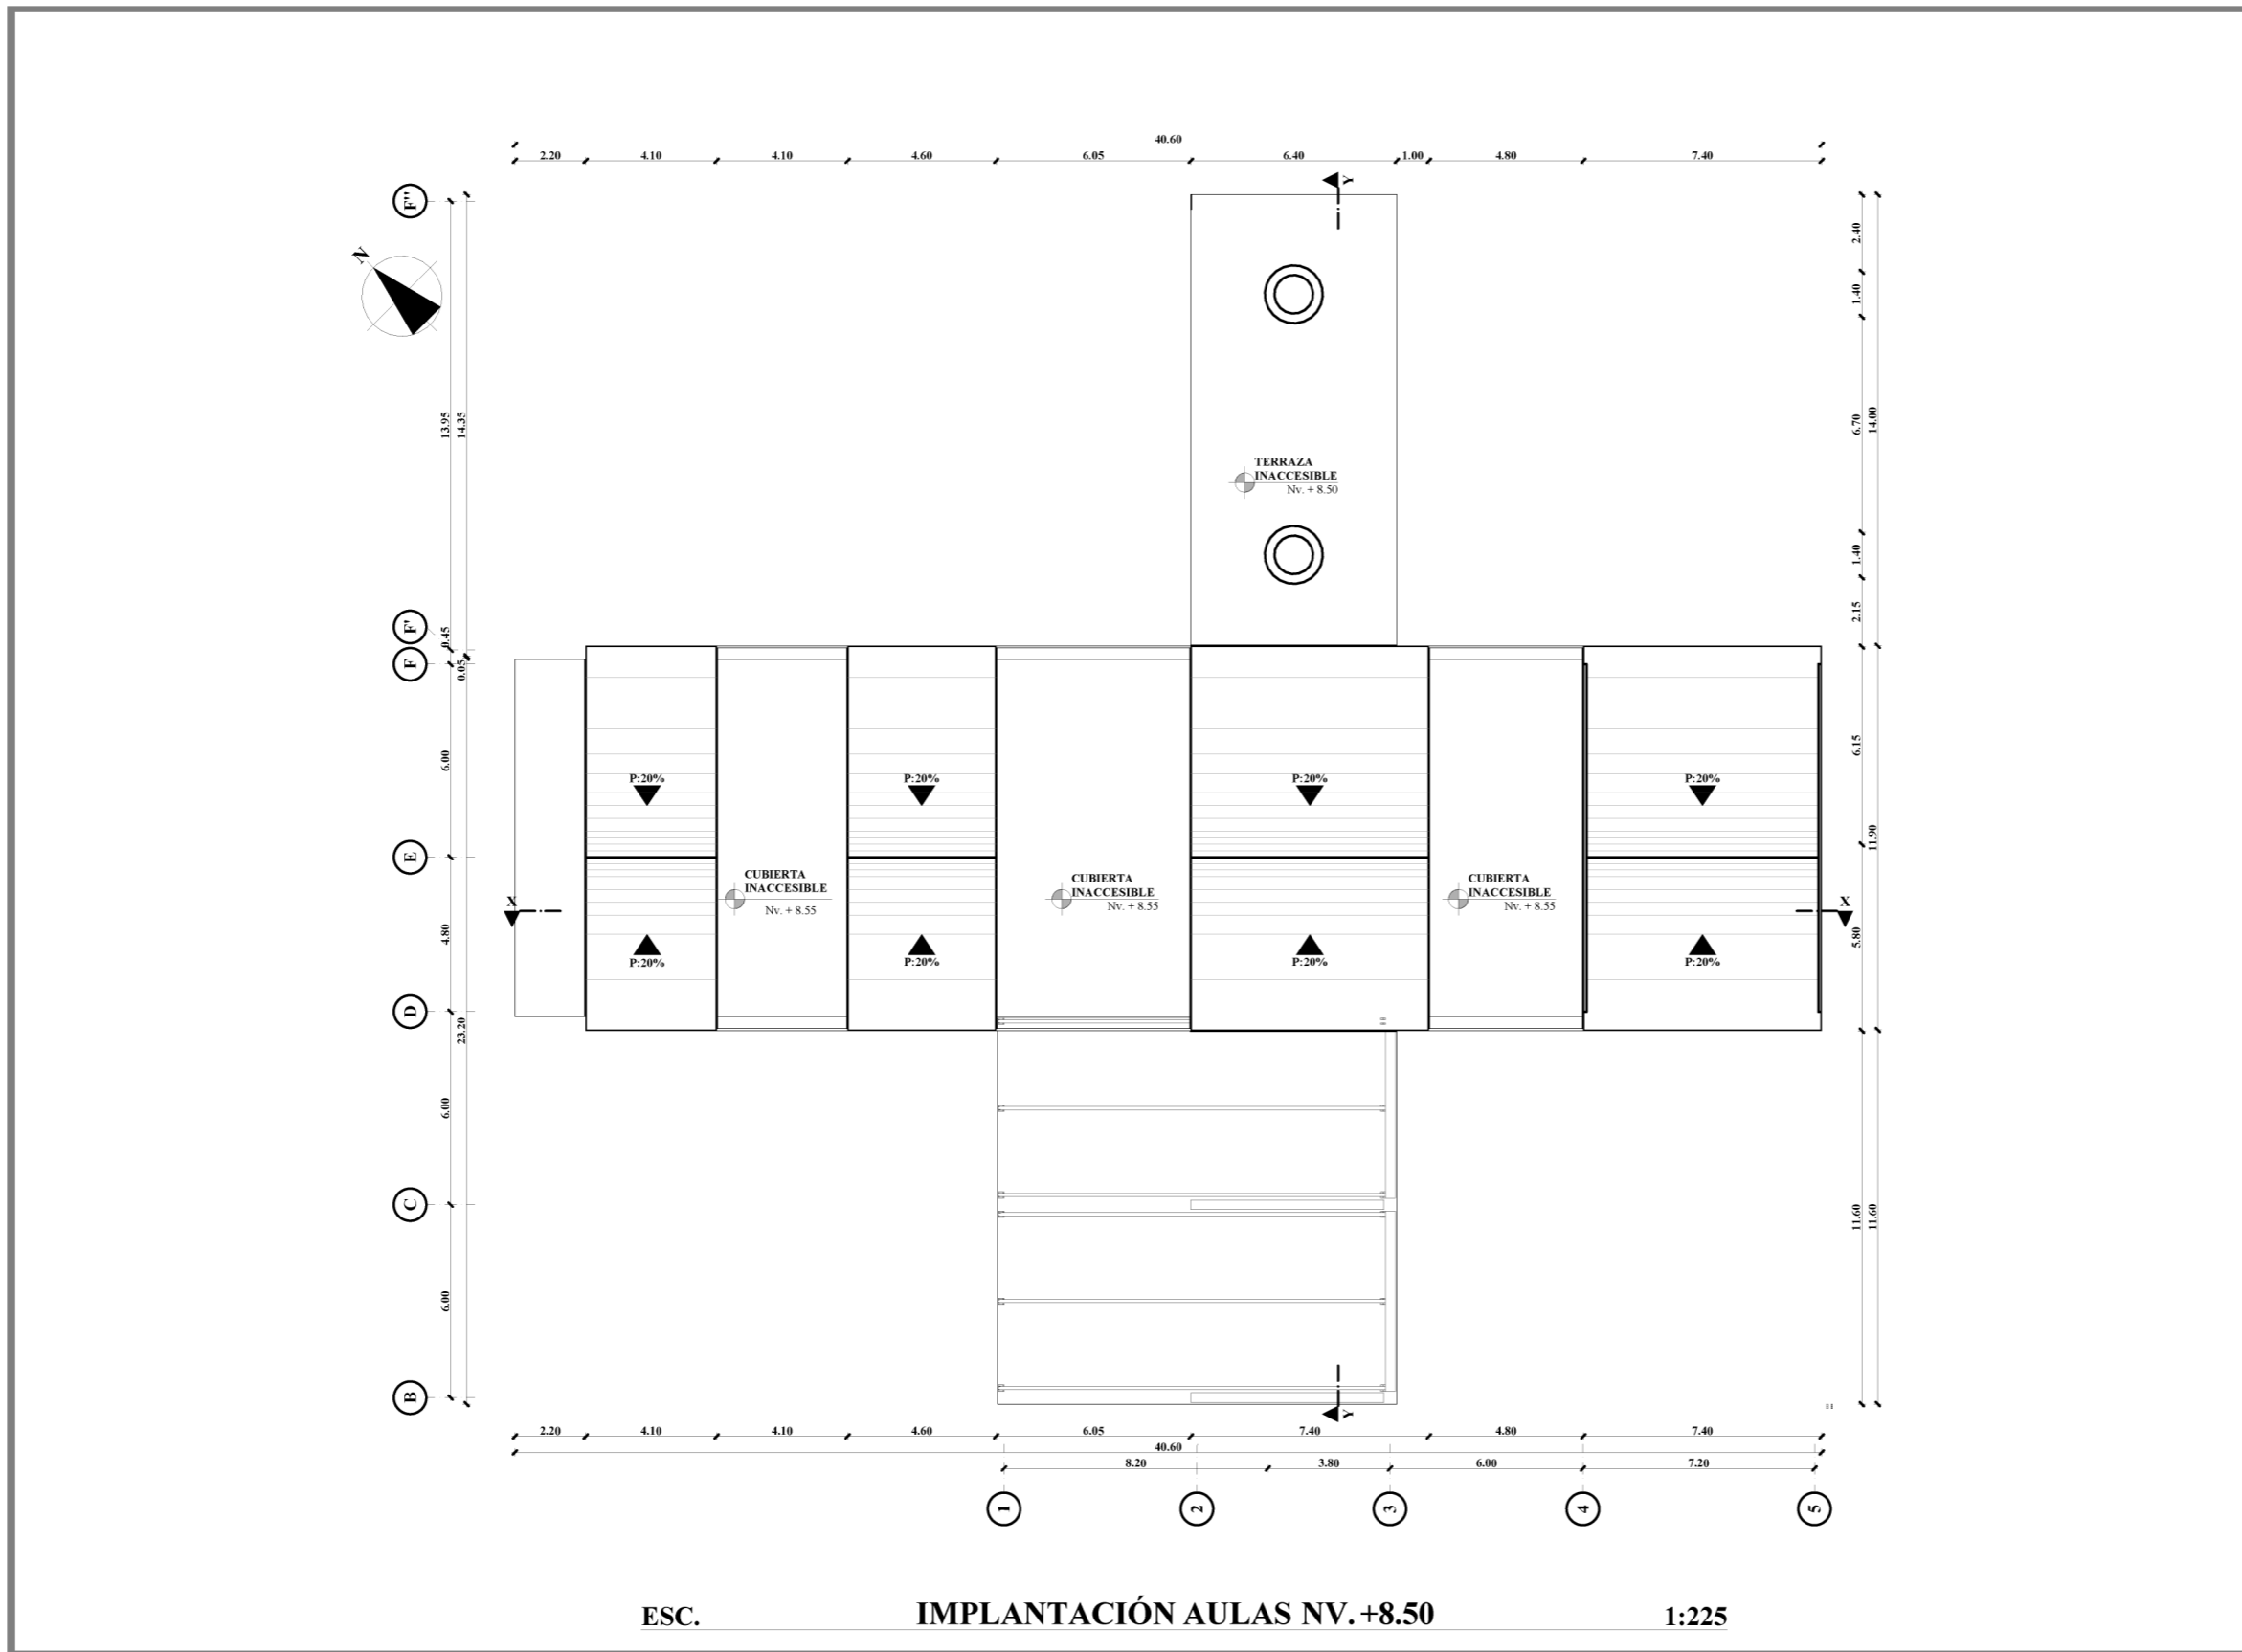 40.60
2.20 4.10 4.10 4.60 6.05 6.40 1.00 4.80 7.40
Y
F''
N
2.40
1.40
13.95
14.35
6.70
14.00
TERRAZA
INACCESIBLE
Nv. + 8.50
1.40
2.15
F'
0.45
F
0.05
6.00
6.15
P:20% P:20% P:20% P:20%
E
11.90
CUBIERTA
INACCESIBLE
Nv. + 8.55
CUBIERTA
INACCESIBLE
Nv. + 8.55
CUBIERTA
INACCESIBLE
Nv. + 8.55
X X
4.80
5.80
P:20% P:20% P:20% P:20%
D
23.20
6.00
C
11.60
11.60
6.00
B
Y
2.20 4.10 4.10 4.60 6.05 7.40 4.80 7.40
40.60
8.20 3.80 6.00 7.20
1 2 3 4 5
ESC. IMPLANTACIÓN AULAS NV. +8.50 1:225